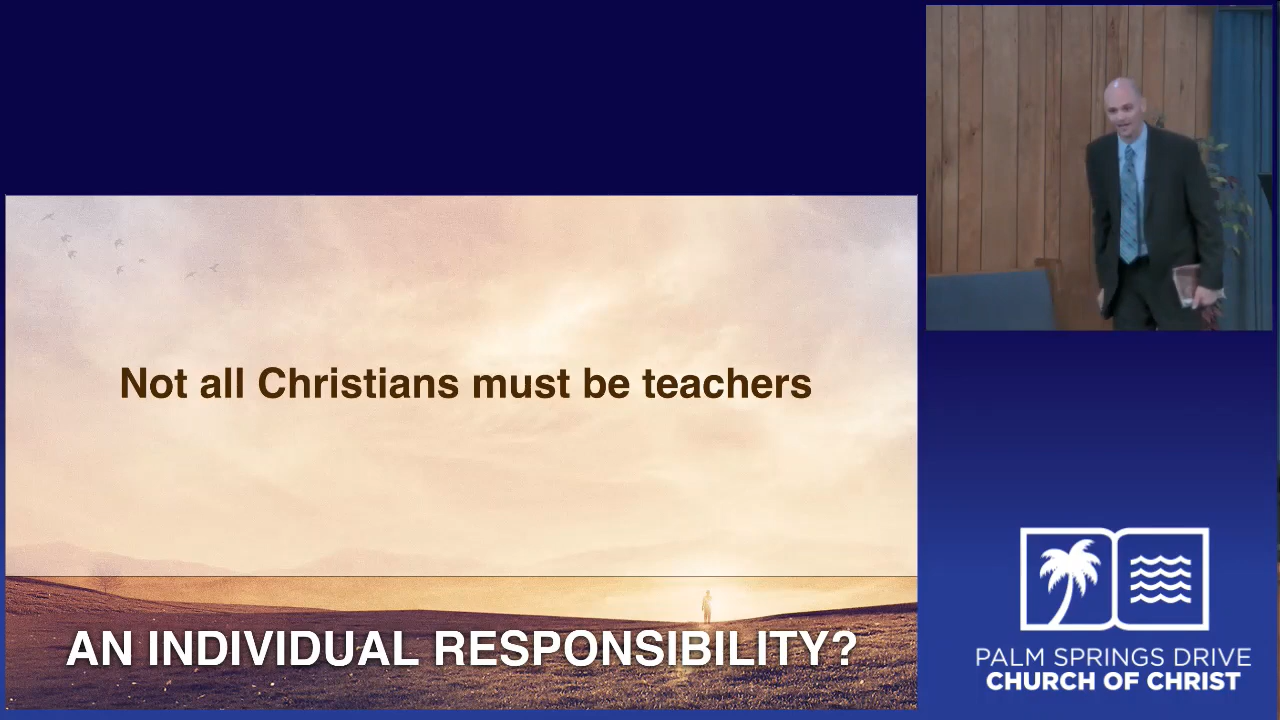 Not all Christians must be teachers
AN INDIVIDUAL RESPONSIBILITY?
PALM SPRINGS DRIVE
CHURCH OF CHRIST